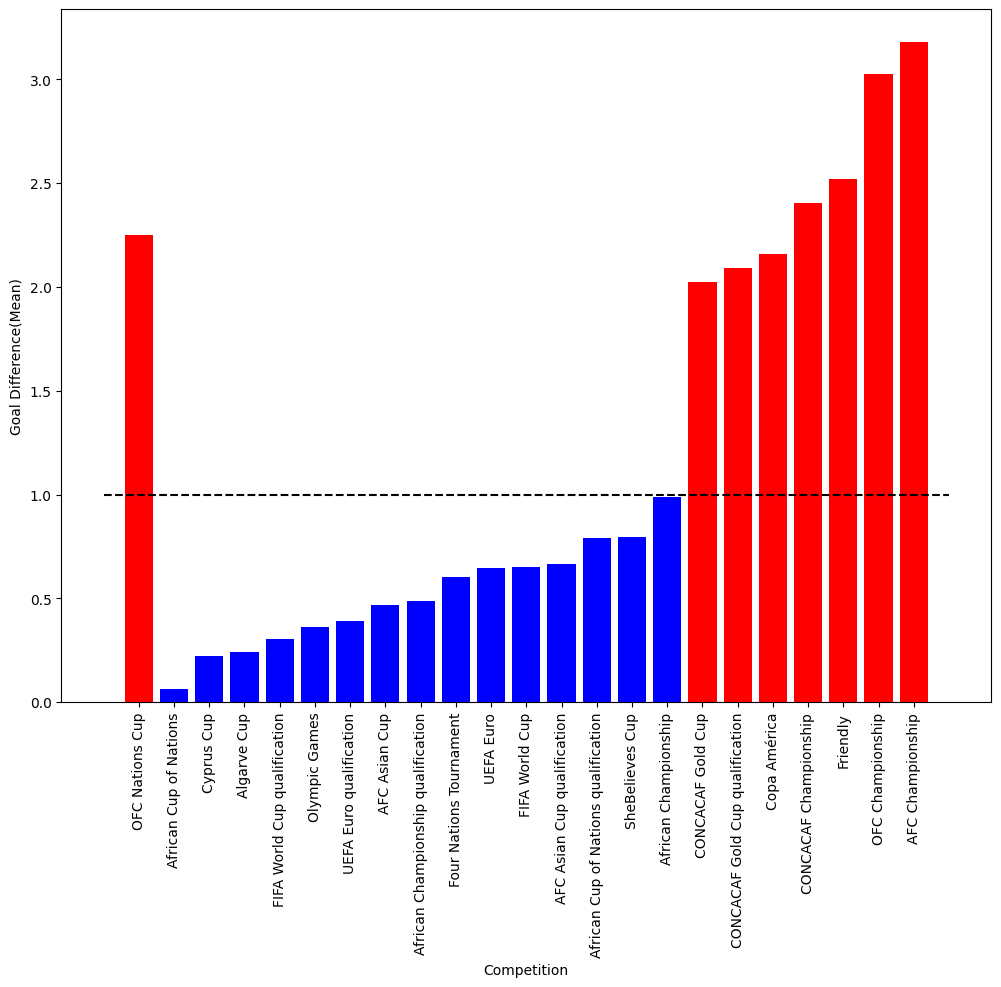 Goal Difference(Mean)
3.0
2.5
2.0
1.5
1.0
0.5
0.0
OFC Nations Cup
African Cup of Nations
Cyprus Cup
Algarve Cup
FIFA World Cup qualification
Olympic Games
UEFA Euro qualification
AFC Asian Cup
African Championship qualification
Four Nations Tournament
UEFA Euro
FIFA World Cup
AFC Asian Cup qualification
African Cup of Nations qualification
SheBelieves Cup
African Championship
CONCACAF Gold Cup
CONCACAF Gold Cup qualification
Copa América
CONCACAF Championship
Friendly
OFC Championship
AFC Championship
Competition